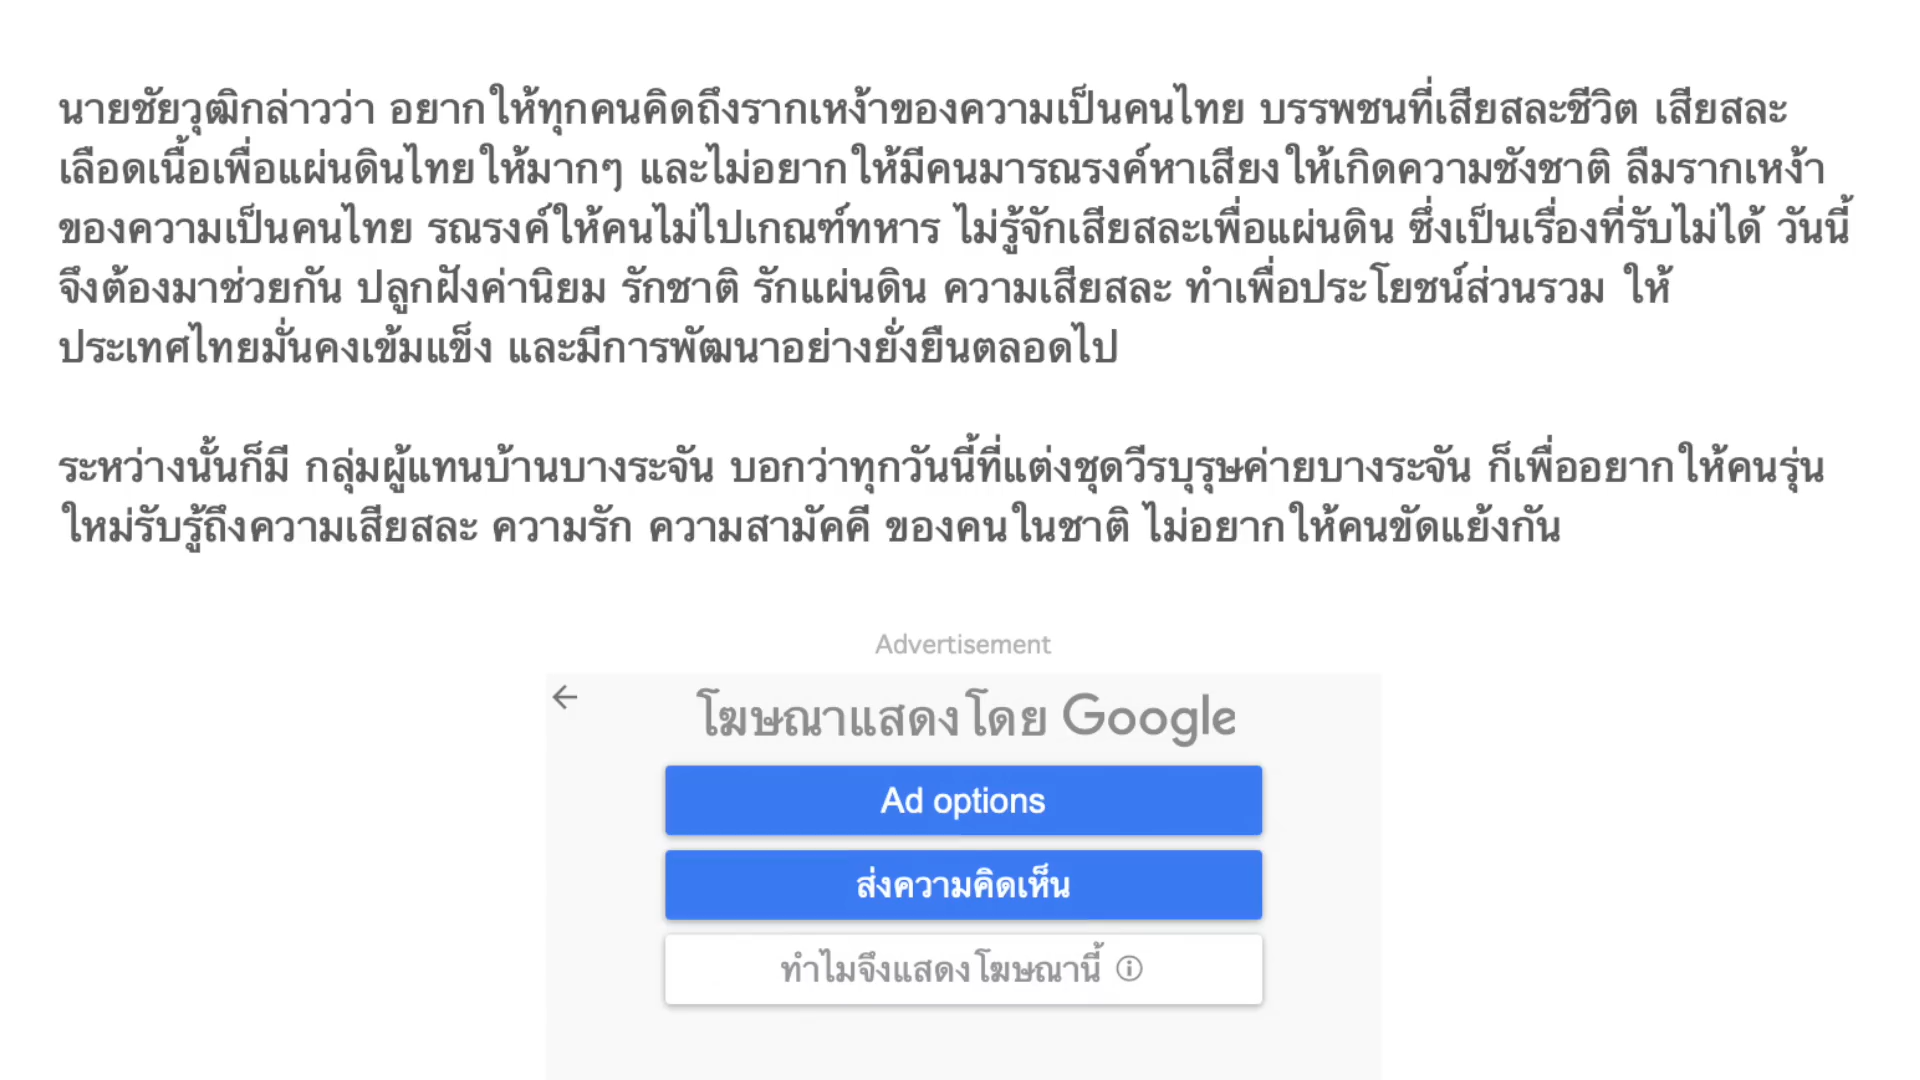 นายชัยวุฒิกล่าวว่า อยากให้ทุกคนคิดถึงรากเหง้าของความเป็นคนไทย บรรพชนที่เสียสละชีวิต เสียสละ
เลือดเนื้อเพื่อแผ่นดินไทยให้มากๆ และไม่อยากให้มีคนมารณรงค์หาเสียงให้เกิดความชังชาติ ลืมรากเหง้า
ของความเป็นคนไทย รณรงค์ให้คนไม่ไปเกณฑ์ทหาร ไม่รู้จักเสียสละเพื่อแผ่นดิน ซึ่งเป็นเรื่องที่รับไม่ได้ วันนี้
จึงต้องมาช่วยกัน ปลูกฝังค่านิยม รักชาติ รักแผ่นดิน ความเสียสละ ทำเพื่อประโยชน์ส่วนรวม ให้
ประเทศไทยมั่นคงเข้มแข็ง และมีการพัฒนาอย่างยั่งยืนตลอดไป
ระหว่างนั้นก็มี กลุ่มผู้แทนบ้านบางระจัน บอกว่าทุกวันนี้ที่แต่งชุดวีรบุรุษค่ายบางระจัน ก็เพื่ออยากให้คนรุ่น
ใหม่รับรู้ถึงความเสียสละ ความรัก ความสามัคคี ของคนในชาติ ไม่อยากให้คนขัดแย้งกัน
Advertisement
โฆษณาแสดงโดย Google
Ad options
ส่งความคิดเห็น
ทำไมจึงแสดงโฆษณานี้